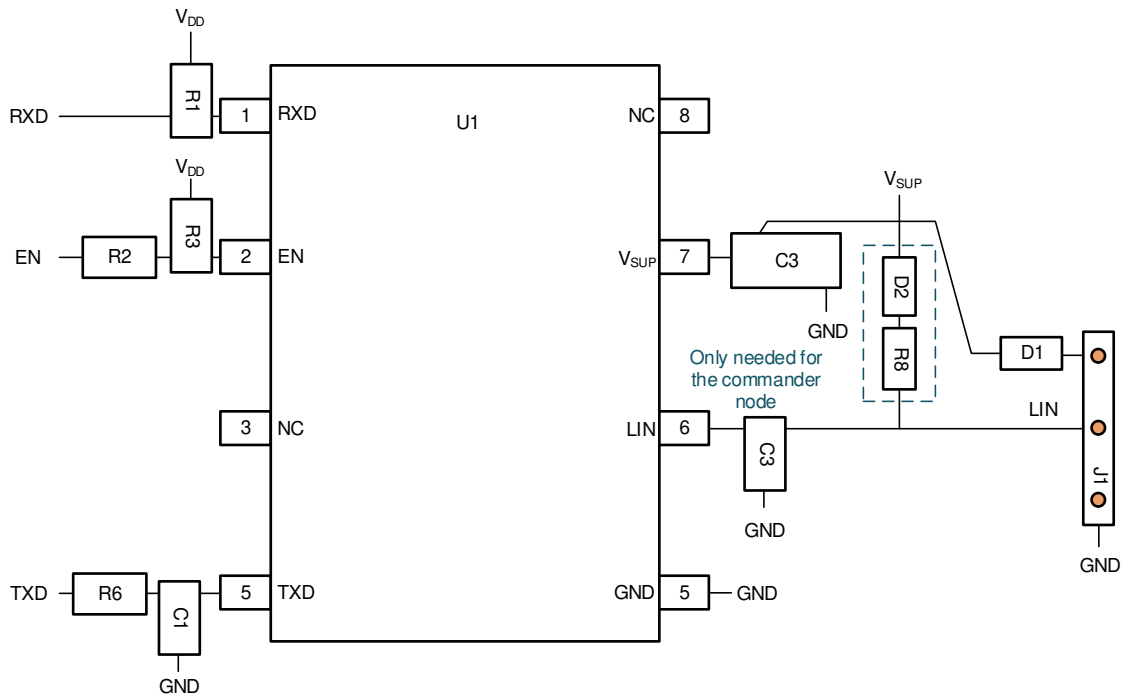 VDD
R1
RXD
1
RXD
U1
NC
8
VDD
R3
EN
R2
2
EN
VSUP
VSUP
7
C3
GND
D2
R8
D1
Only needed for
the commander
node
3
NC
LIN
6
C3
GND
LIN
J1
GND
TXD
R6
C1
GND
5
TXD
GND
5
GND